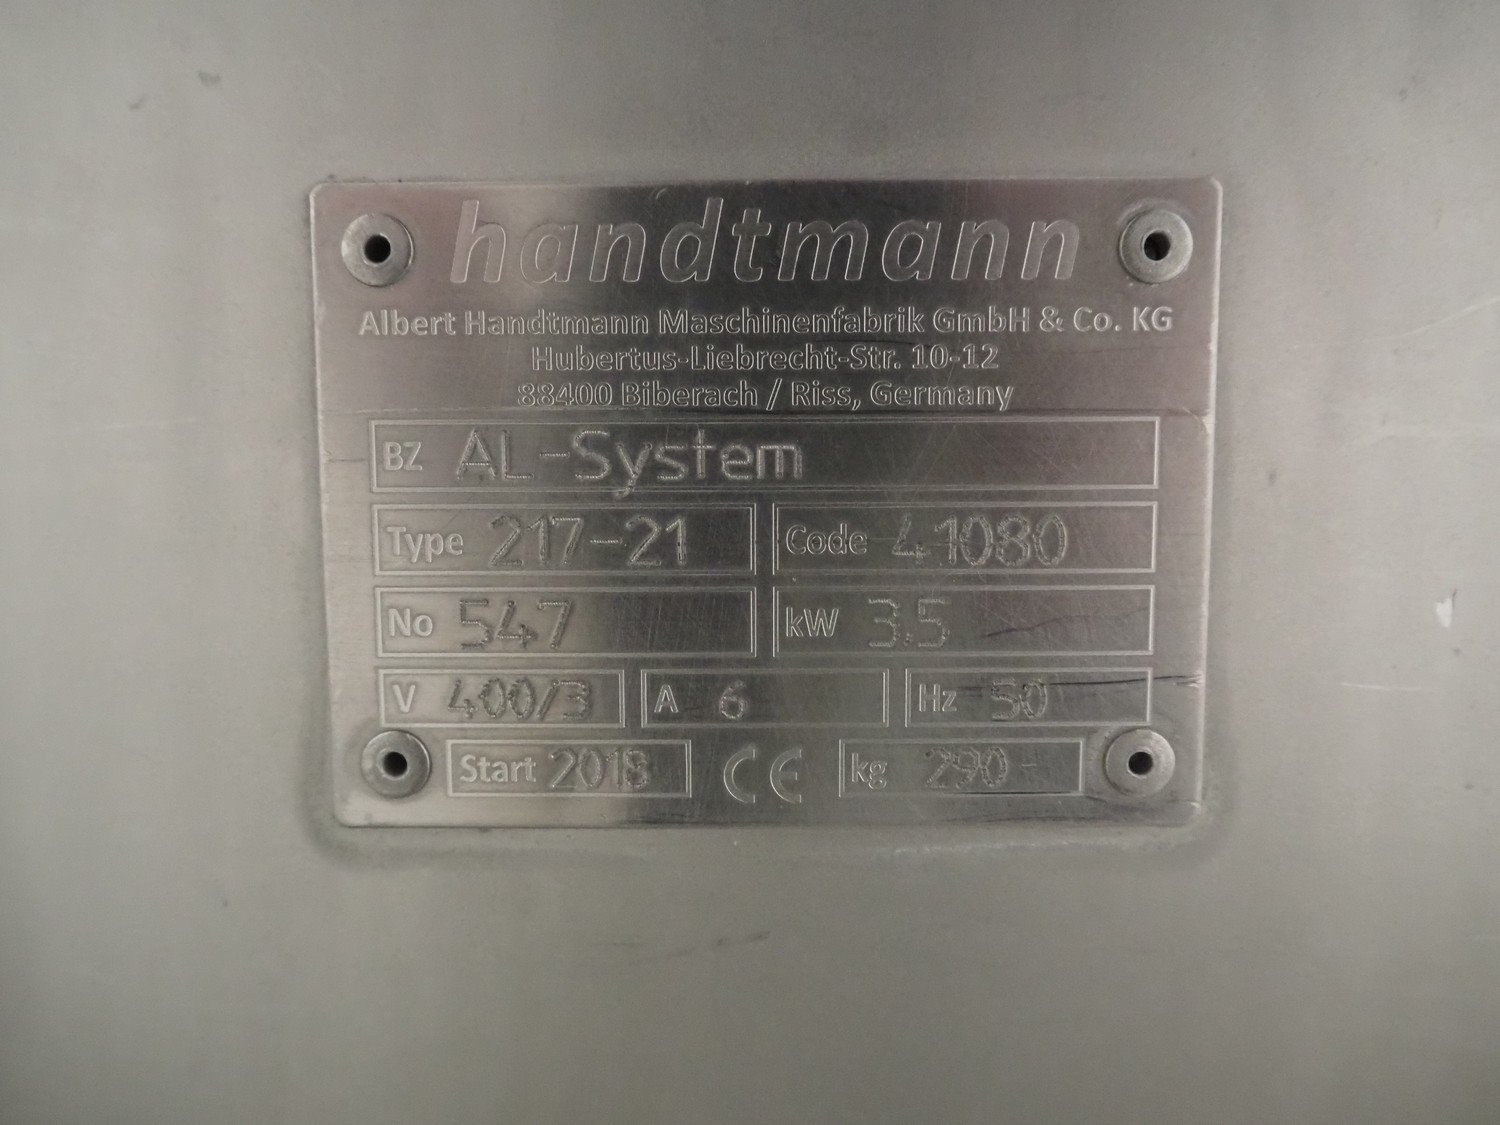 handtmann
Albert Handtmann Maschinenfabrik GmbH & Co. KG
Hubertus-Liebrecht-Str. 10-12
88400 Biberach / Riss, Germany
BZ AL-System
Type 217-21 Code 41080
No 547 kW 3.5
V 400/3 A 6 Hz 50
Start 2018 CE kg 290